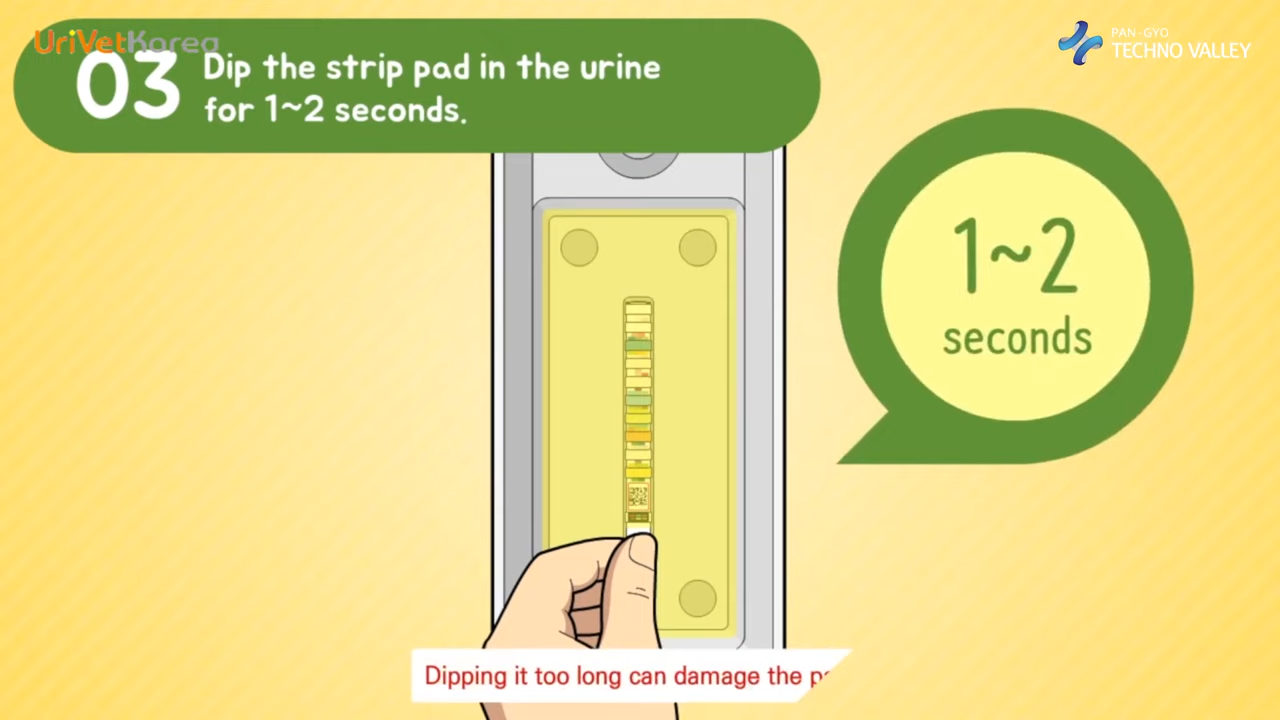 UriVetKorea
PAN-GYO
TECHNO VALLEY
03
Dip the strip pad in the urine
for 1~2 seconds.
1~2
seconds
Dipping it too long can damage the